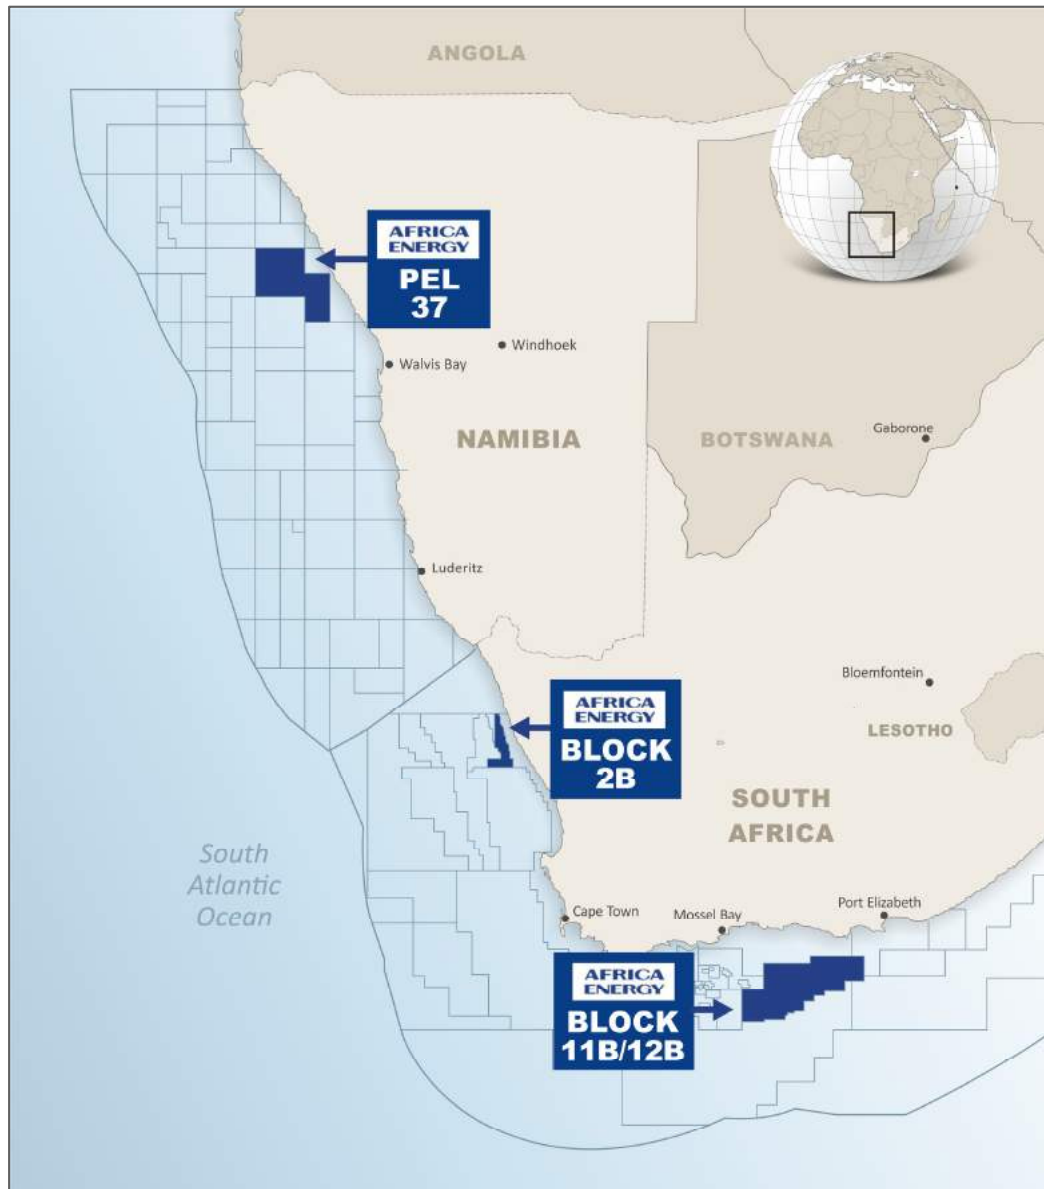 ANGOLA
AFRICA
ENERGY
PEL
37
Windhoek
Walvis Bay
NAMIBIA
BOTSWANA
Gaborone
Luderitz
Bloemfontein
LESOTHO
AFRICA
ENERGY
BLOCK
2B
SOUTH
AFRICA
South
Atlantic
Ocean
Cape Town
Mossel Bay
Port Elizabeth
AFRICA
ENERGY
BLOCK
11B/12B